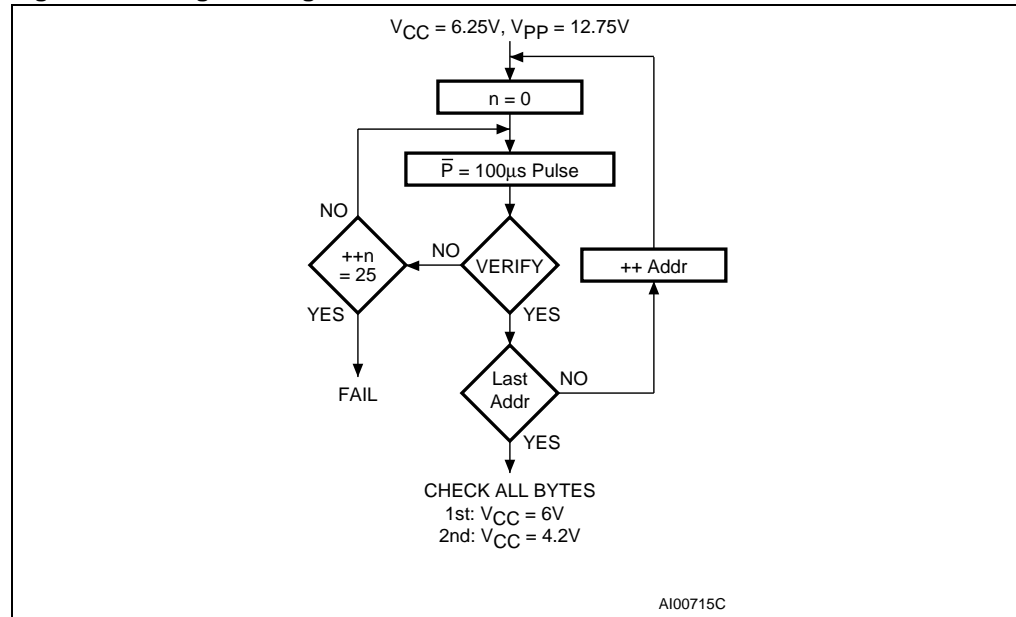 VCC = 6.25V, VPP = 12.75V
n = 0
P̅ = 100μs Pulse
NO
++n
= 25
NO
VERIFY
++ Addr
YES
YES
FAIL
Last
Addr
NO
YES
CHECK ALL BYTES
1st: VCC = 6V
2nd: VCC = 4.2V
AI00715C